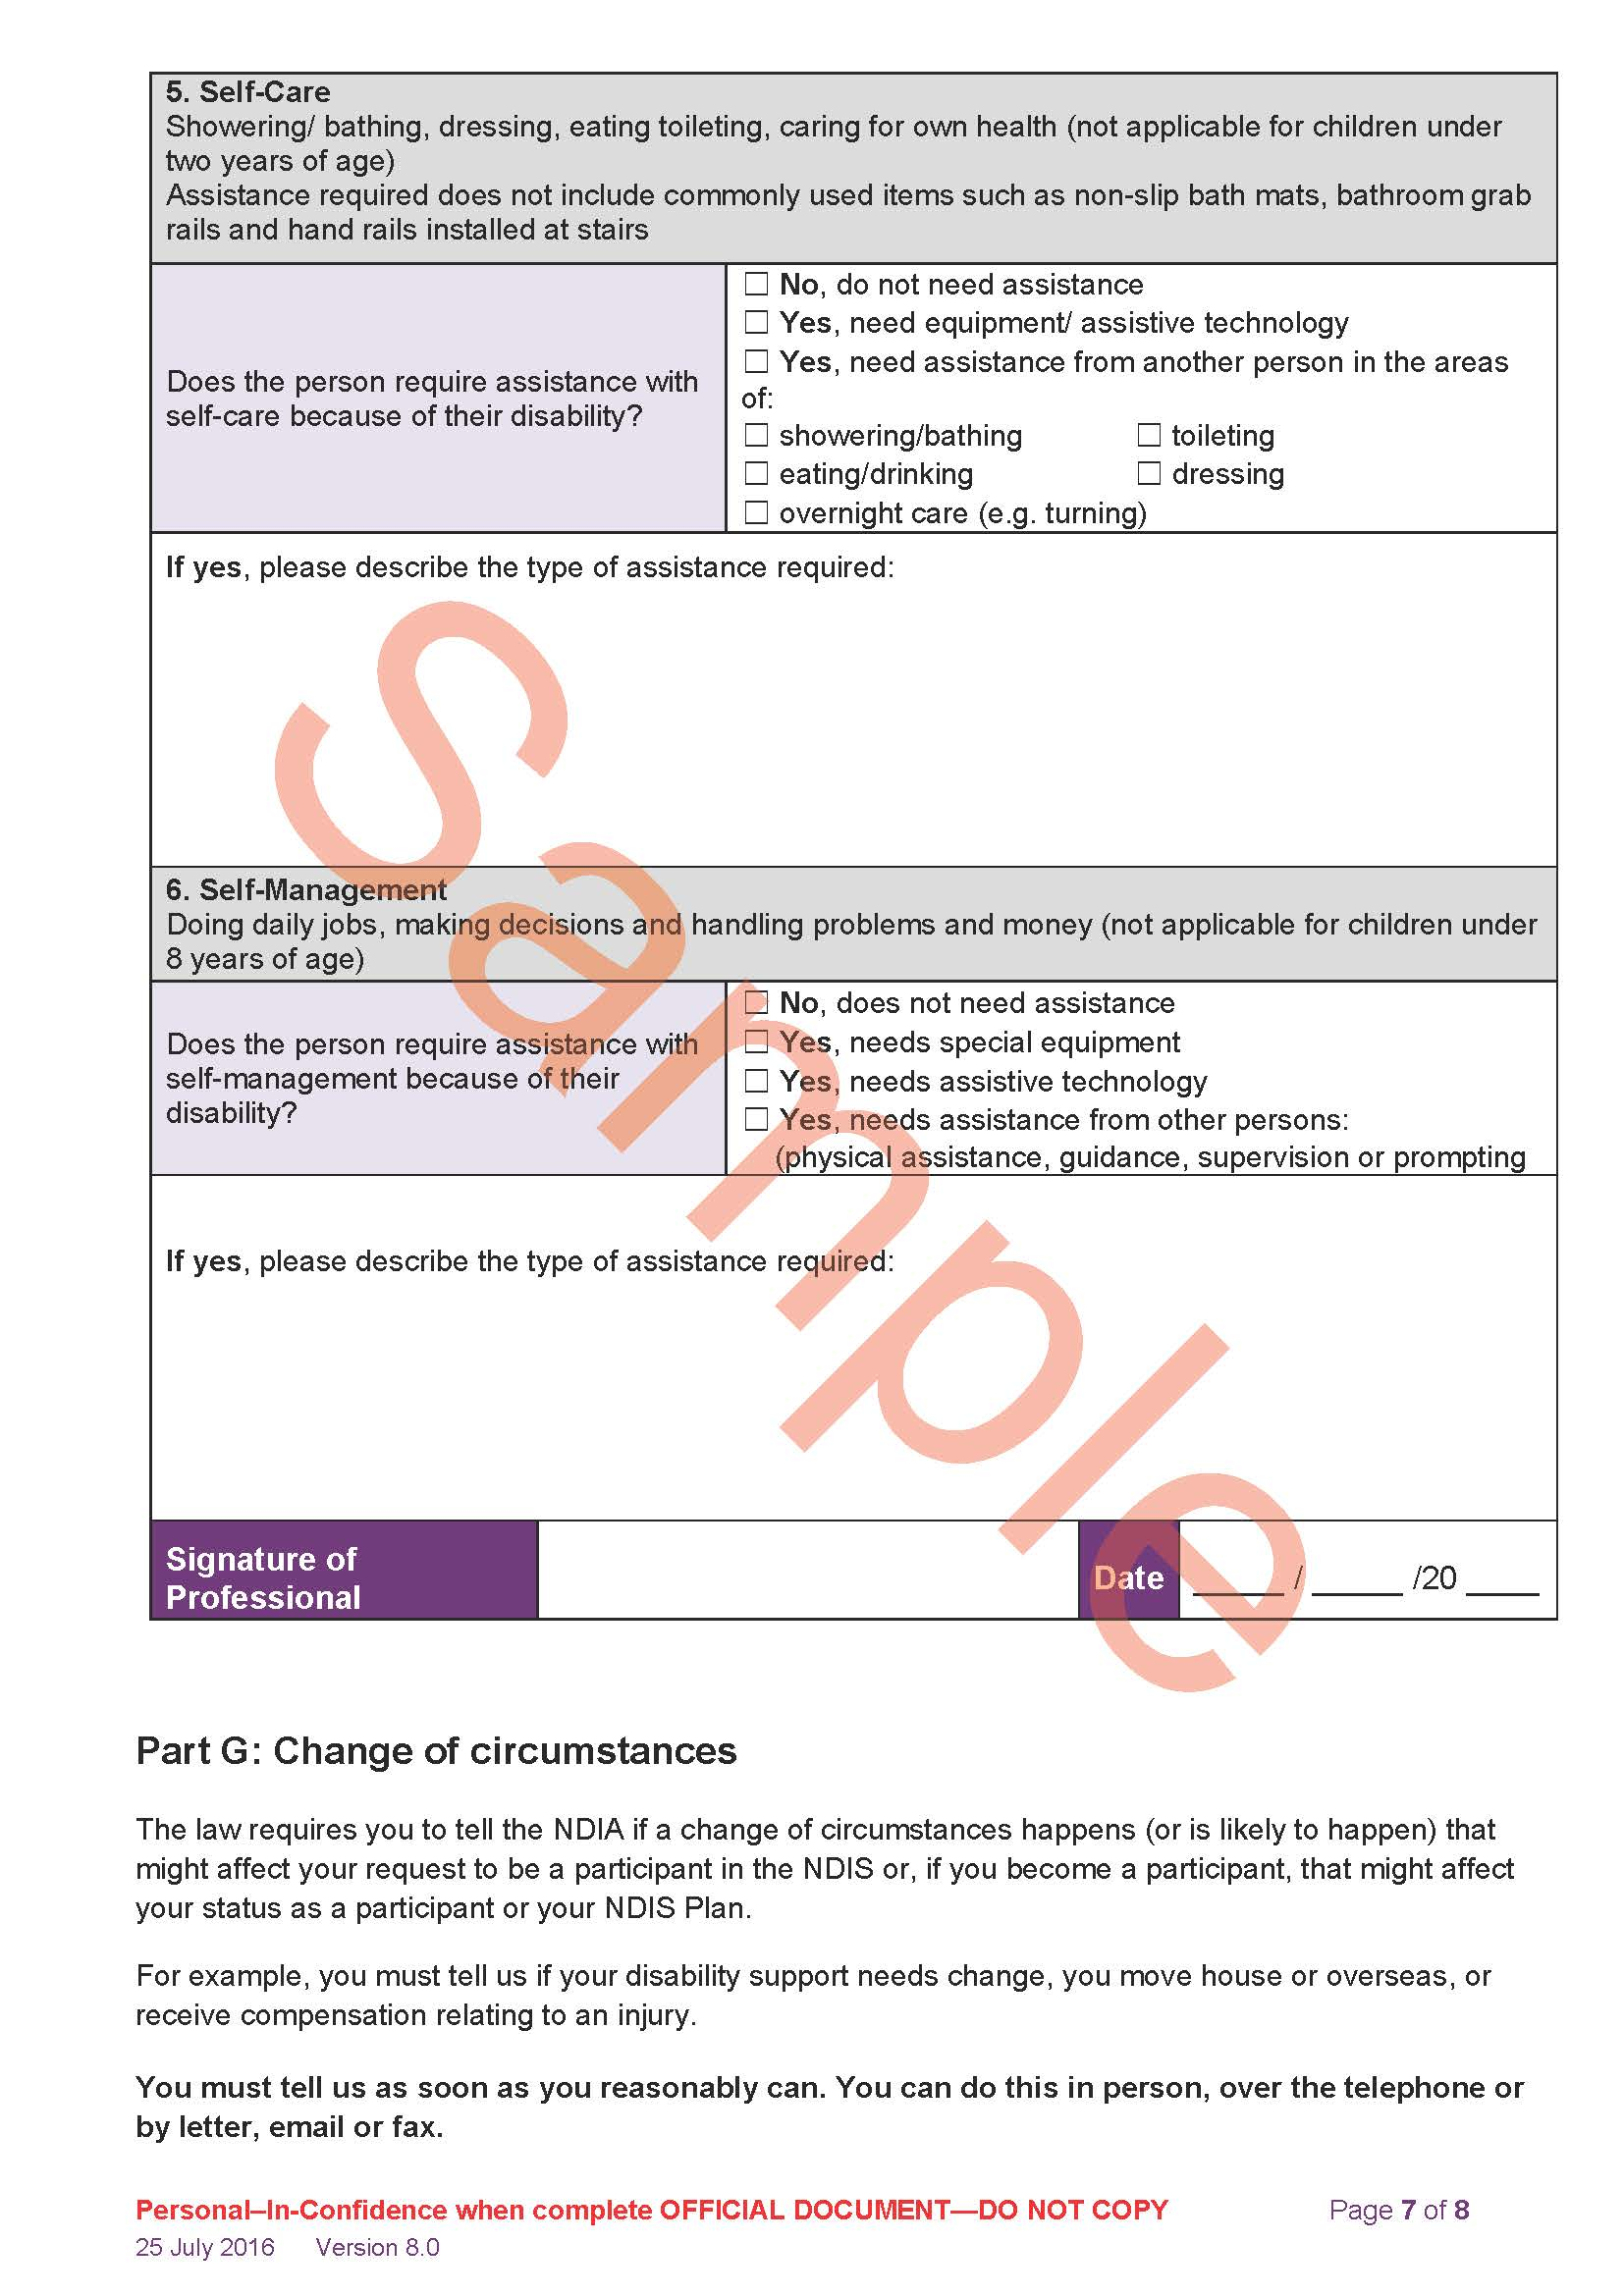 5. Self-Care
Showering/ bathing, dressing, eating toileting, caring for own health (not applicable for children under
two years of age)
Assistance required does not include commonly used items such as non-slip bath mats, bathroom grab
rails and hand rails installed at stairs
Does the person require assistance with
self-care because of their disability?
☐ No, do not need assistance
☐ Yes, need equipment/ assistive technology
☐ Yes, need assistance from another person in the areas
of:
☐ showering/bathing ☐ toileting
☐ eating/drinking ☐ dressing
☐ overnight care (e.g. turning)
If yes, please describe the type of assistance required:
6. Self-Management
Doing daily jobs, making decisions and handling problems and money (not applicable for children under
8 years of age)
Does the person require assistance with
self-management because of their
disability?
☐ No, does not need assistance
☐ Yes, needs special equipment
☐ Yes, needs assistive technology
☐ Yes, needs assistance from other persons:
(physical assistance, guidance, supervision or prompting
If yes, please describe the type of assistance required:
Signature of
Professional
Date _____ / _____ /20 ____
Sample
Part G: Change of circumstances
The law requires you to tell the NDIA if a change of circumstances happens (or is likely to happen) that
might affect your request to be a participant in the NDIS or, if you become a participant, that might affect
your status as a participant or your NDIS Plan.
For example, you must tell us if your disability support needs change, you move house or overseas, or
receive compensation relating to an injury.
You must tell us as soon as you reasonably can. You can do this in person, over the telephone or
by letter, email or fax.
Personal–In-Confidence when complete OFFICIAL DOCUMENT—DO NOT COPY Page 7 of 8
25 July 2016 Version 8.0